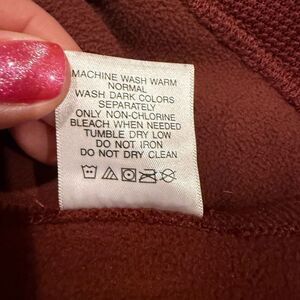 MACHINE WASH WARM
NORMAL
WASH DARK COLORS
SEPARATELY
ONLY NON-CHLORINE
BLEACH WHEN NEEDED
TUMBLE DRY LOW
DO NOT IRON
DO NOT DRY CLEAN